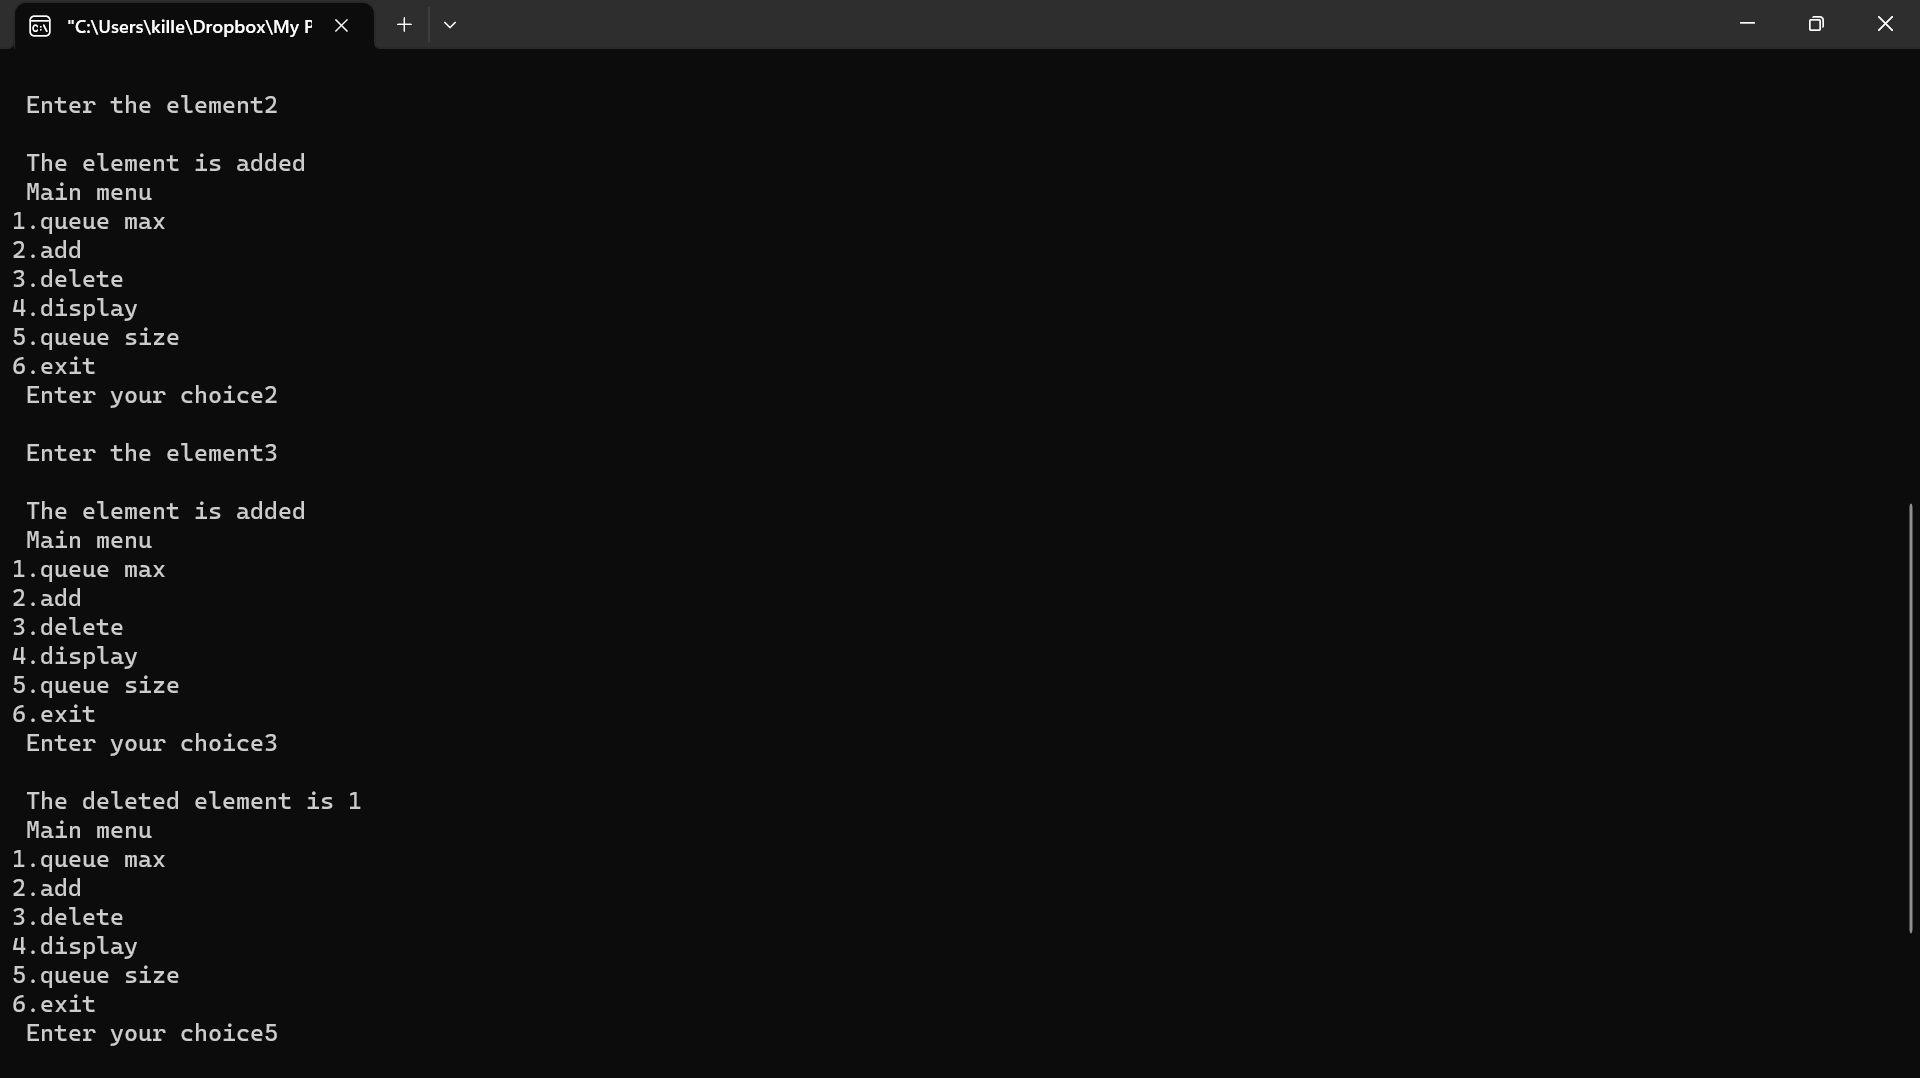 "C:\Users\kille\Dropbox\My P
Enter the element2
The element is added
Main menu
1.queue max
2.add
3.delete
4.display
5.queue size
6.exit
Enter your choice2
Enter the element3
The element is added
Main menu
1.queue max
2.add
3.delete
4.display
5.queue size
6.exit
Enter your choice3
The deleted element is 1
Main menu
1.queue max
2.add
3.delete
4.display
5.queue size
6.exit
Enter your choice5